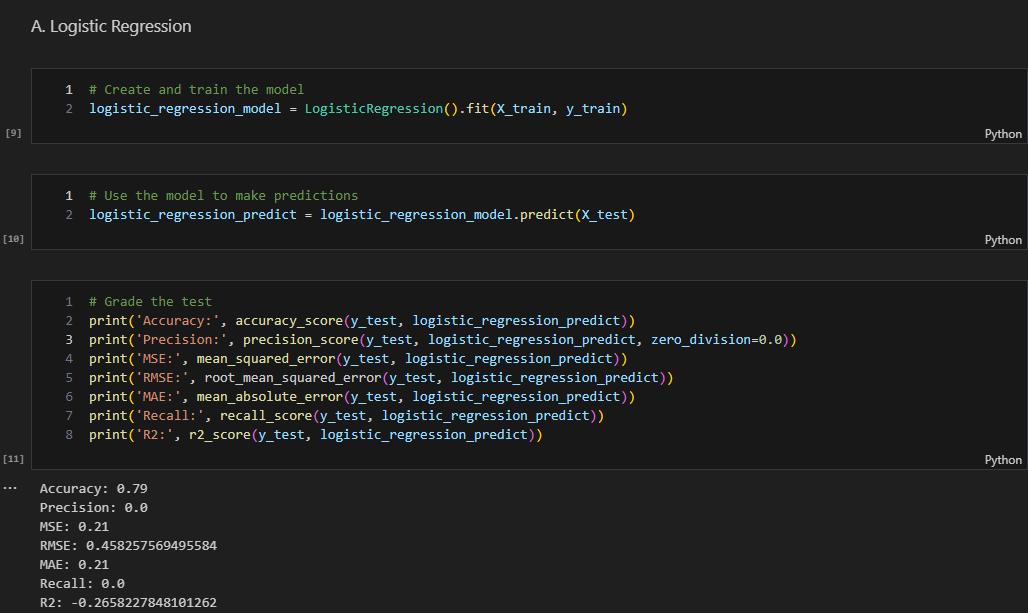 A. Logistic Regression
1 # Create and train the model
2 logistic_regression_model = LogisticRegression().fit(X_train, y_train)
[9]
Python
1 # Use the model to make predictions
2 logistic_regression_predict = logistic_regression_model.predict(X_test)
[10]
Python
1 # Grade the test
2 print('Accuracy:', accuracy_score(y_test, logistic_regression_predict))
3 print('Precision:', precision_score(y_test, logistic_regression_predict, zero_division=0.0))
4 print('MSE:', mean_squared_error(y_test, logistic_regression_predict))
5 print('RMSE:', root_mean_squared_error(y_test, logistic_regression_predict))
6 print('MAE:', mean_absolute_error(y_test, logistic_regression_predict))
7 print('Recall:', recall_score(y_test, logistic_regression_predict))
8 print('R2:', r2_score(y_test, logistic_regression_predict))
[11]
Python
... Accuracy: 0.79
Precision: 0.0
MSE: 0.21
RMSE: 0.458257569495584
MAE: 0.21
Recall: 0.0
R2: -0.2658227848101262